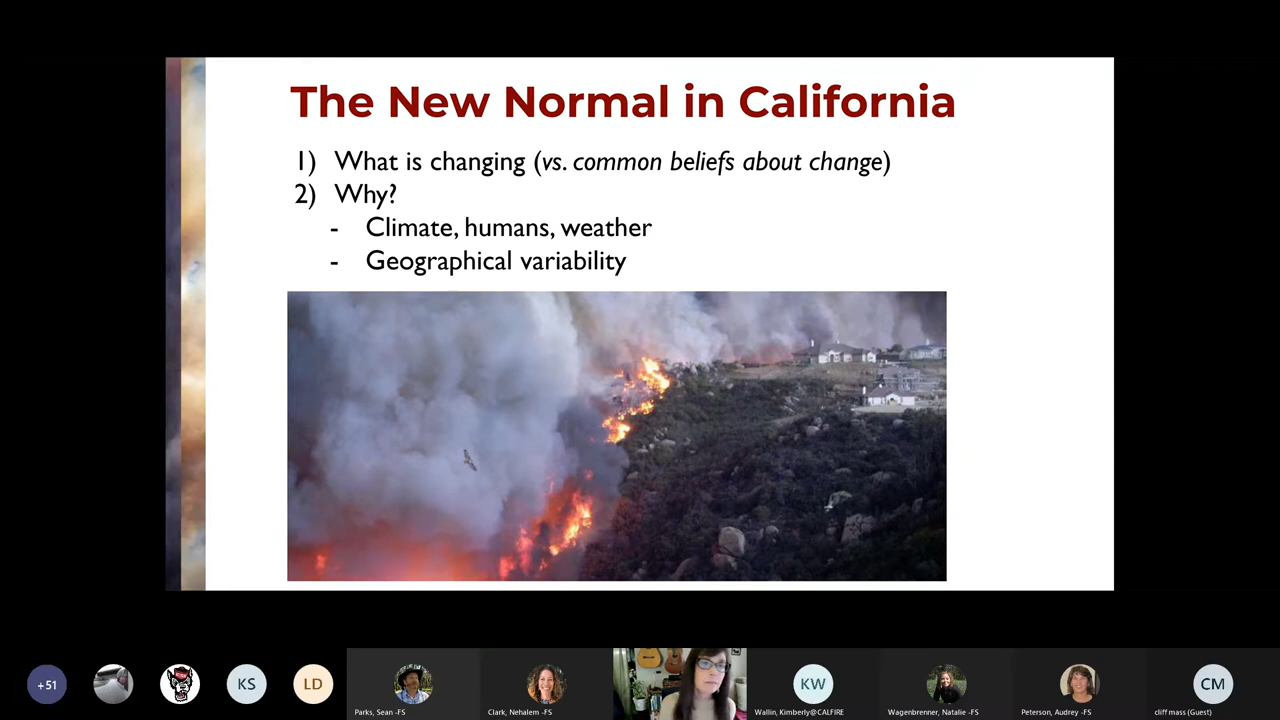 The New Normal in California
1) What is changing (vs. common beliefs about change)
2) Why?
- Climate, humans, weather
- Geographical variability
+51
KS
LD
KW
CM
Parks, Sean -FS
Clark, Nehalem -FS
Wallin, Kimberly@CALFIRE
Wagenbrenner, Natalie -FS
Peterson, Audrey -FS
cliff mass (Guest)